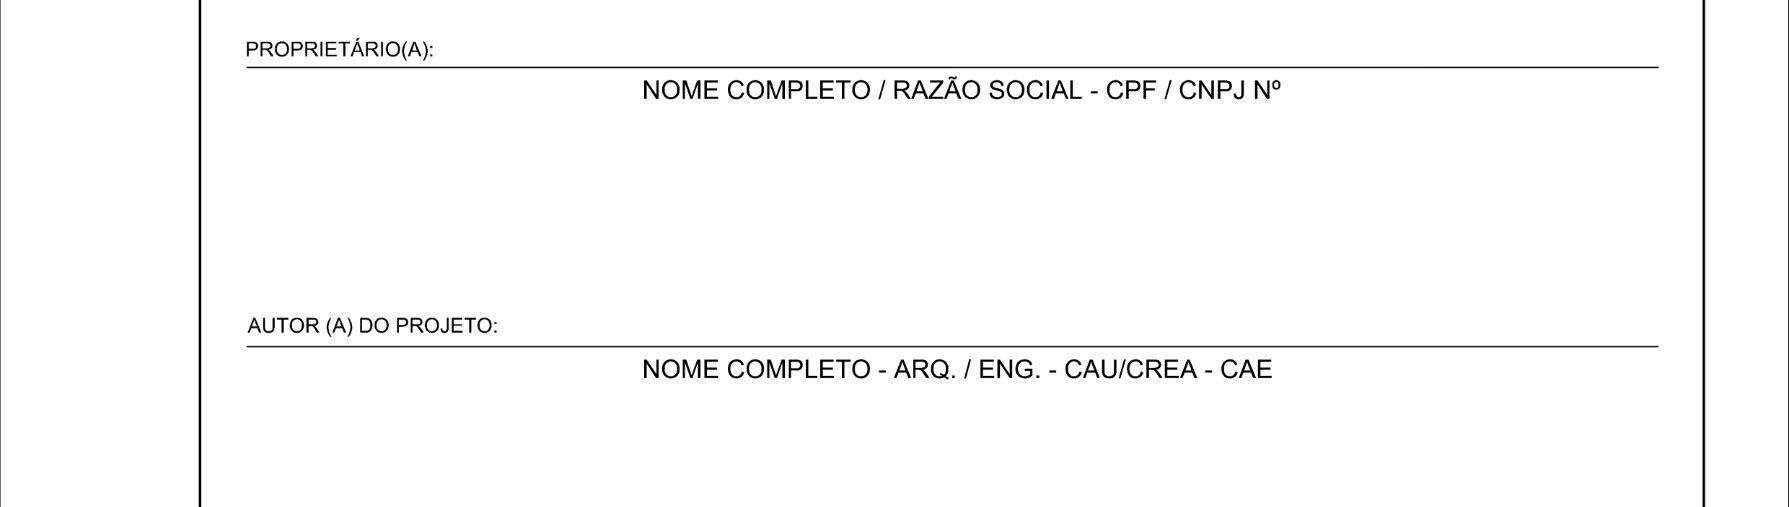 PROPRIETÁRIO(A):
NOME COMPLETO / RAZÃO SOCIAL - CPF / CNPJ Nº
AUTOR (A) DO PROJETO:
NOME COMPLETO - ARQ. / ENG. - CAU/CREA - CAE